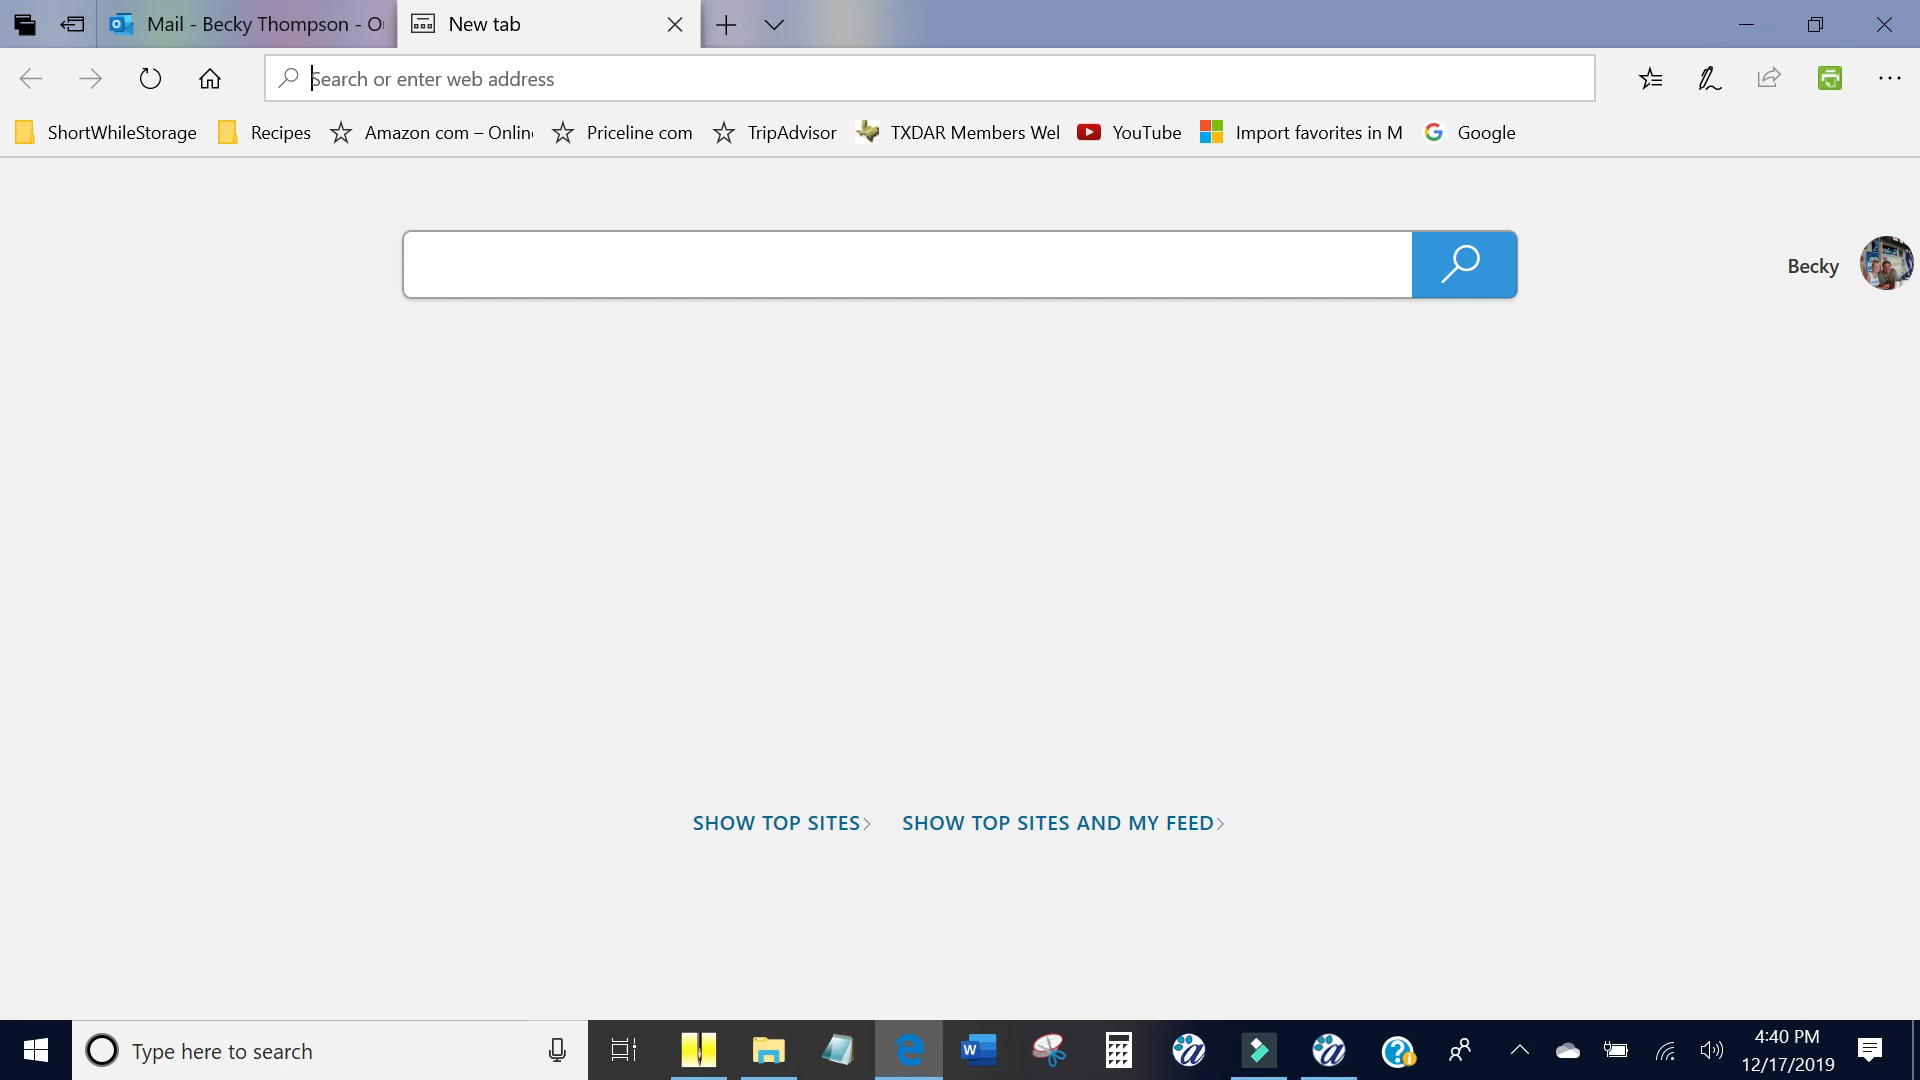 Mail - Becky Thompson - O
New tab
Search or enter web address
ShortWhileStorage
Recipes
Amazon com – Onlin
Priceline com
TripAdvisor
TXDAR Members Wel
YouTube
Import favorites in M
Google
Becky
SHOW TOP SITES
SHOW TOP SITES AND MY FEED
Type here to search
4:40 PM
12/17/2019